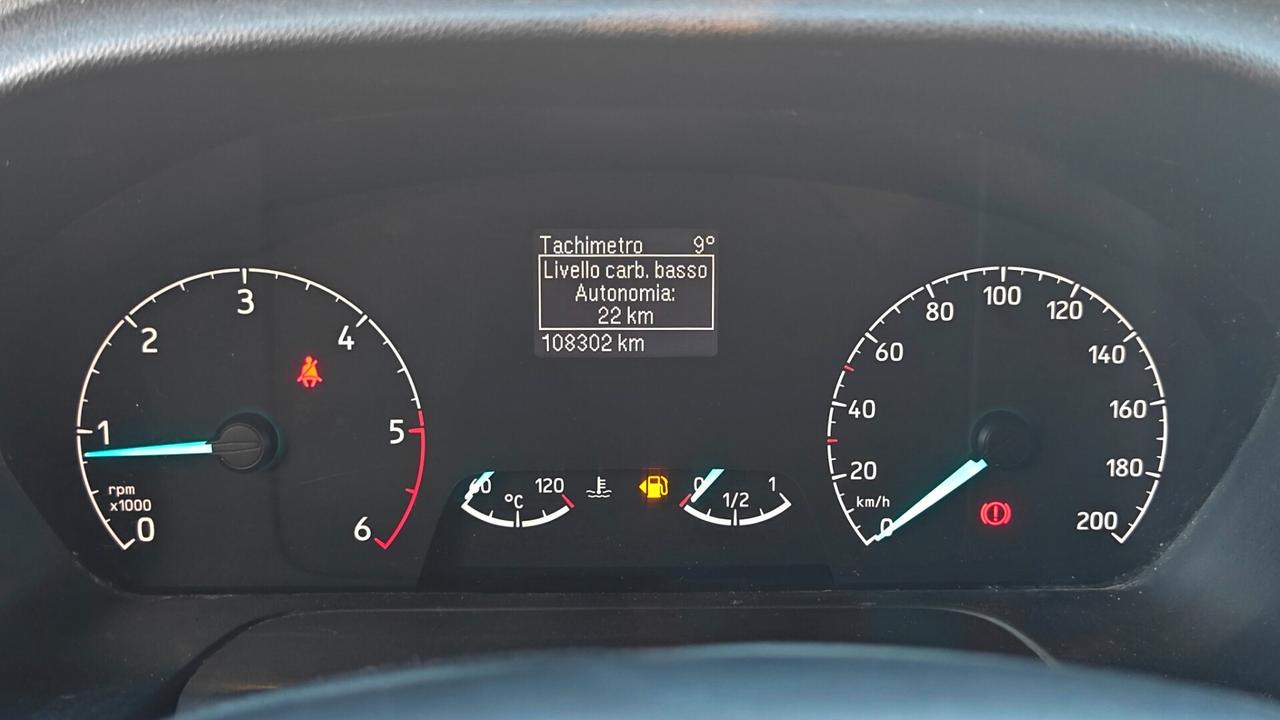 Tachimetro 9°
Livello carb. basso
Autonomia:
22 km
108302 km
0
1
2
3
4
5
6
rpm
x1000
60
120
°C
0
1/2
1
0
20
40
60
80
100
120
140
160
180
200
km/h